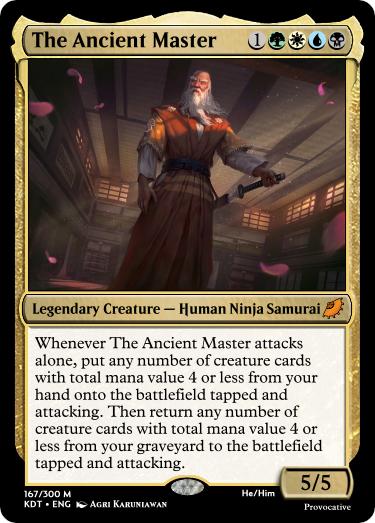 The Ancient Master 1
Legendary Creature — Human Ninja Samurai
Whenever The Ancient Master attacks
alone, put any number of creature cards
with total mana value 4 or less from your
hand onto the battlefield tapped and
attacking. Then return any number of
creature cards with total mana value 4 or
less from your graveyard to the battlefield
tapped and attacking.
5/5
167/300 M He/Him
KDT • ENG Agri Karuniawan Provocative